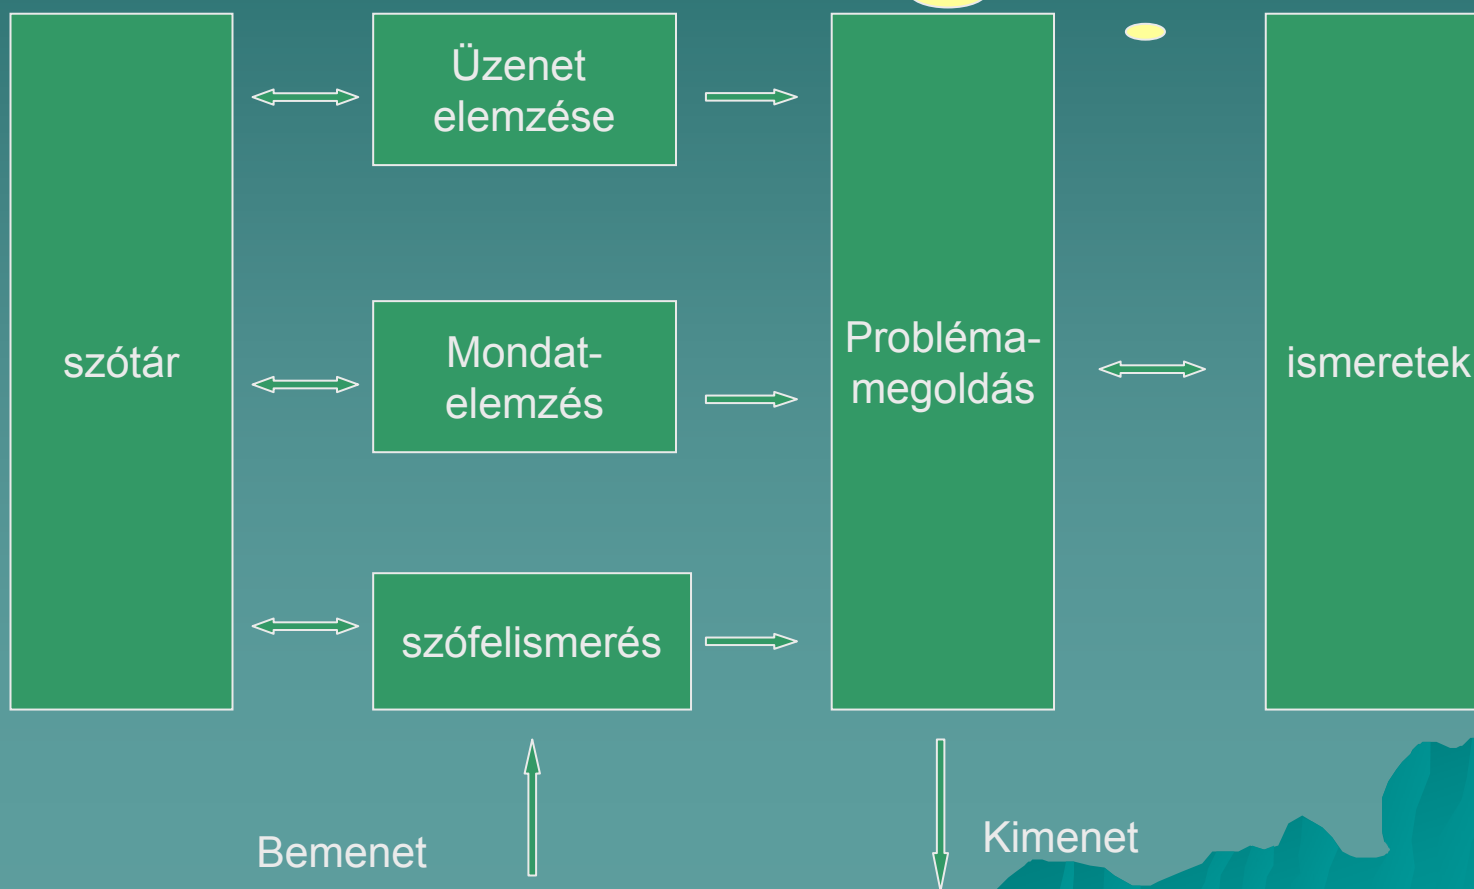 szótár
Üzenet
elemzése
Mondat-
elemzés
szófelismerés
Probléma-
megoldás
ismeretek
Bemenet
Kimenet